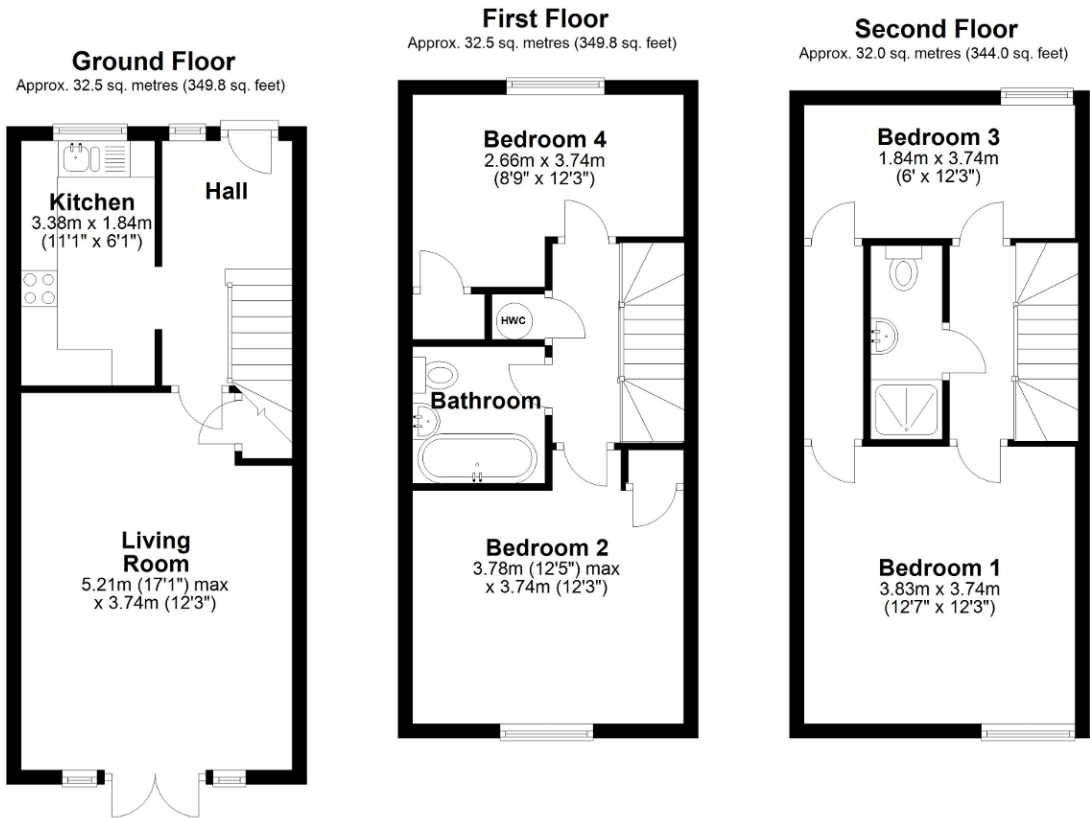 Ground Floor
Approx. 32.5 sq. metres (349.8 sq. feet)
Kitchen
3.38m x 1.84m
(11'1" x 6'1")
Hall
Living
Room
5.21m (17'1") max
x 3.74m (12'3")
First Floor
Approx. 32.5 sq. metres (349.8 sq. feet)
Bedroom 4
2.66m x 3.74m
(8'9" x 12'3")
HWC
Bathroom
Bedroom 2
3.78m (12'5") max
x 3.74m (12'3")
Second Floor
Approx. 32.0 sq. metres (344.0 sq. feet)
Bedroom 3
1.84m x 3.74m
(6' x 12'3")
Bedroom 1
3.83m x 3.74m
(12'7" x 12'3")